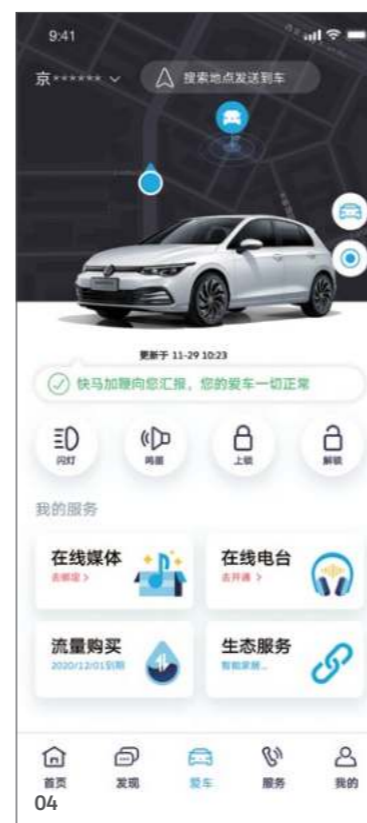 9:41
京****** 搜索地点发送到车
更新于 11-29 10:23
快马加鞭向您汇报，您的爱车一切正常
闪灯 鸣笛 上锁 解锁
我的服务
在线媒体 在线电台
去绑定 > 去开通 >
流量购买 生态服务
2020/12/01到期 智能家居...
首页 发现 爱车 服务 我的
04